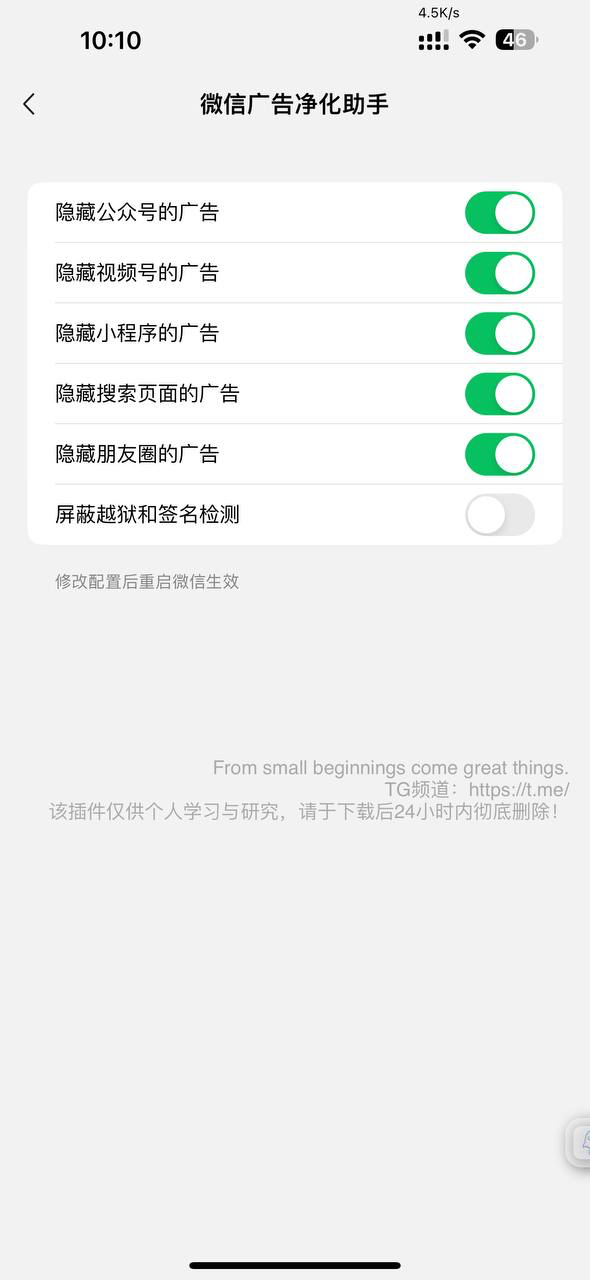 4.5K/s
10:10
46
微信广告净化助手
隐藏公众号的广告
隐藏视频号的广告
隐藏小程序的广告
隐藏搜索页面的广告
隐藏朋友圈的广告
屏蔽越狱和签名检测
修改配置后重启微信生效
From small beginnings come great things.
TG频道：https://t.me/
该插件仅供个人学习与研究，请于下载后24小时内彻底删除！